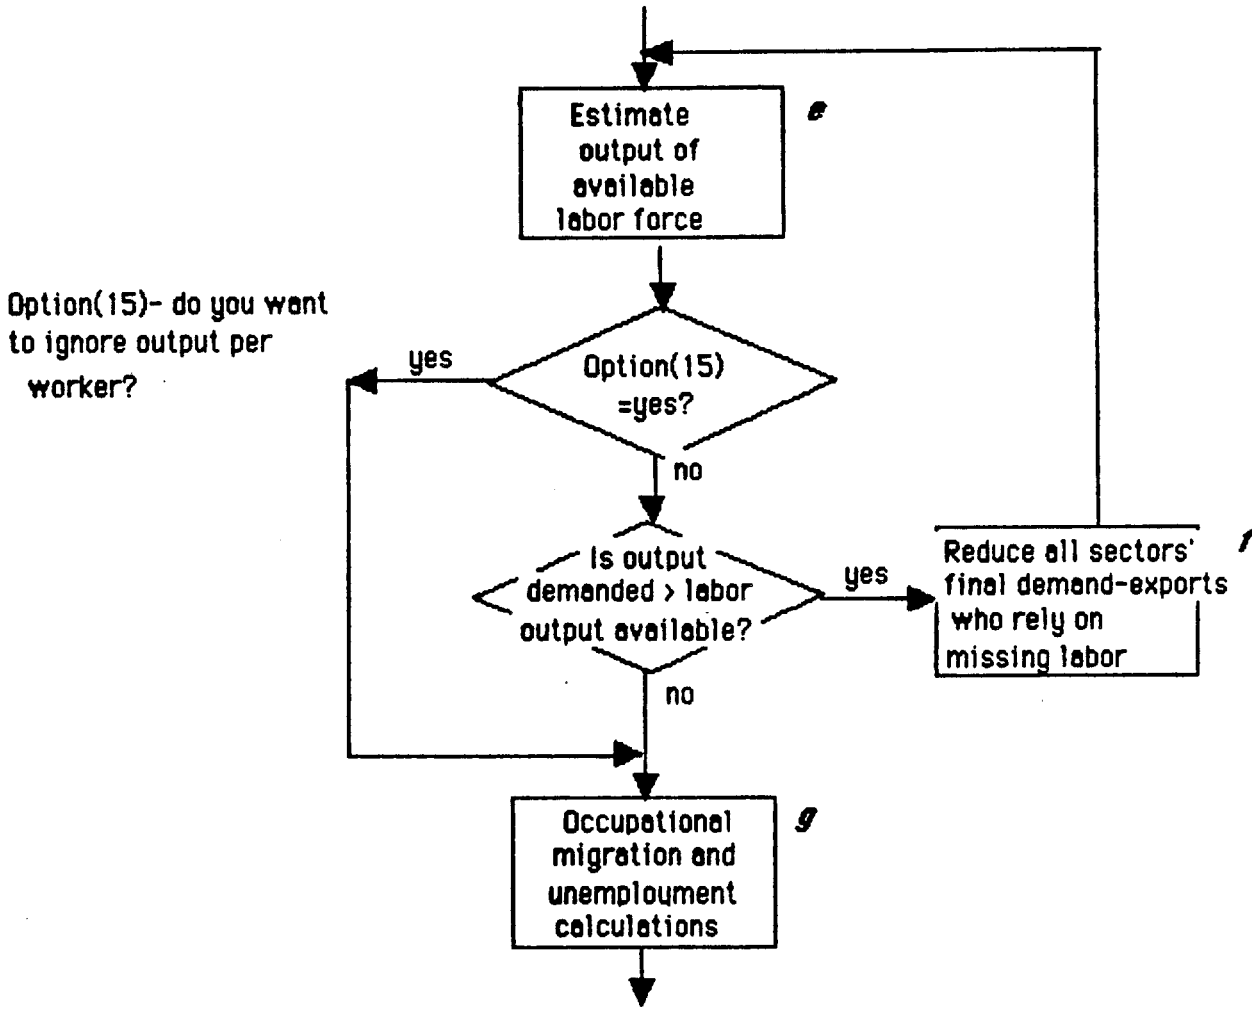 Estimate
output of
available
labor force
e
Option(15)- do you want
to ignore output per
worker?
yes
Option(15)
=yes?
no
Is output
demanded > labor
output available?
yes
Reduce all sectors'
final demand-exports
who rely on
missing labor
f
no
Occupational
migration and
unemployment
calculations
g